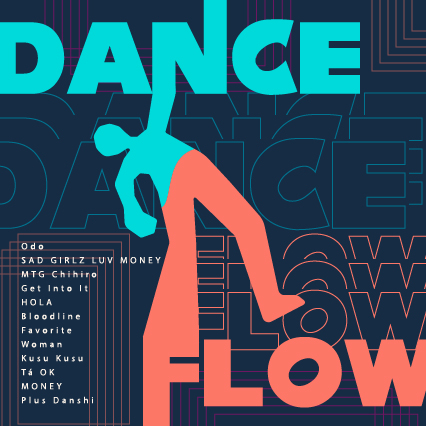 DANCE
DANCE
FLOW
FLOW
FLOW
Odo
SAD GIRLZ LUV MONEY
MTG Chihiro
Get Into It
HOLA
Bloodline
Favorite
Woman
Kusu Kusu
Tá OK
MONEY
Plus Danshi
FLOW